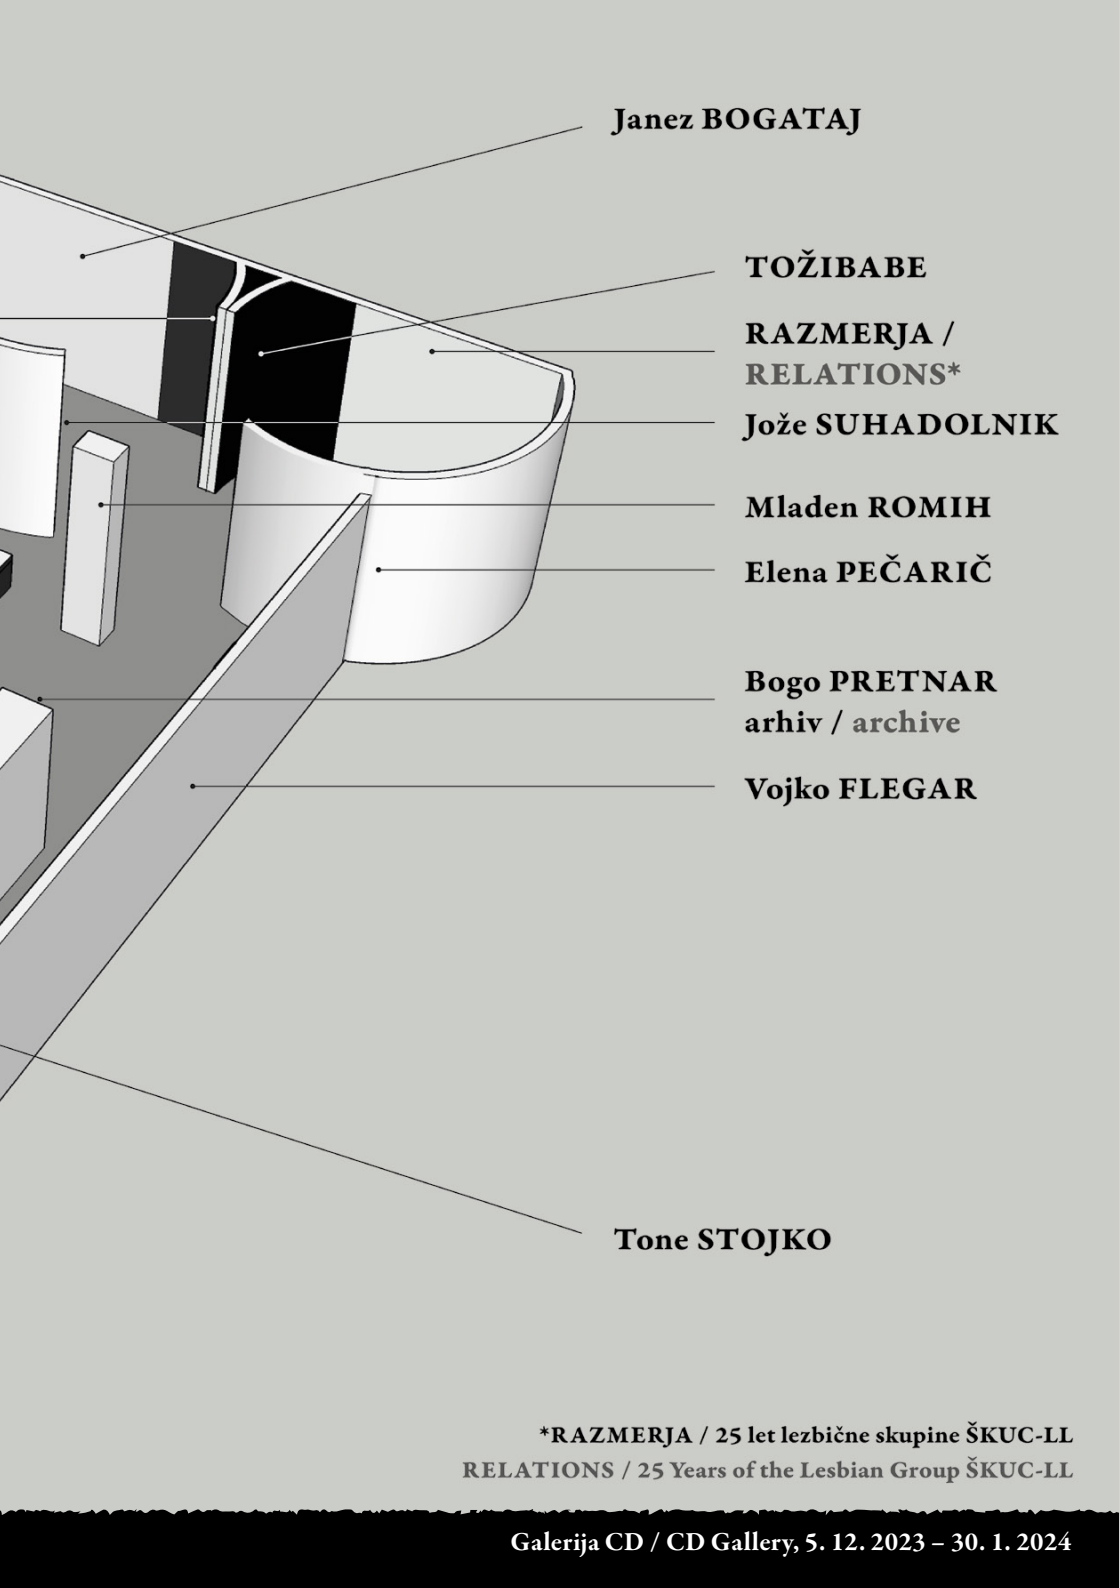 Janez BOGATAJ
TOŽIBABE
RAZMERJA /
RELATIONS*
Jože SUHADOLNIK
Mladen ROMIH
Elena PEČARIČ
Bogo PRETNAR
arhiv / archive
Vojko FLEGAR
Tone STOJKO
*RAZMERJA / 25 let lezbične skupine ŠKUC-LL
RELATIONS / 25 Years of the Lesbian Group ŠKUC-LL
Galerija CD / CD Gallery, 5. 12. 2023 – 30. 1. 2024